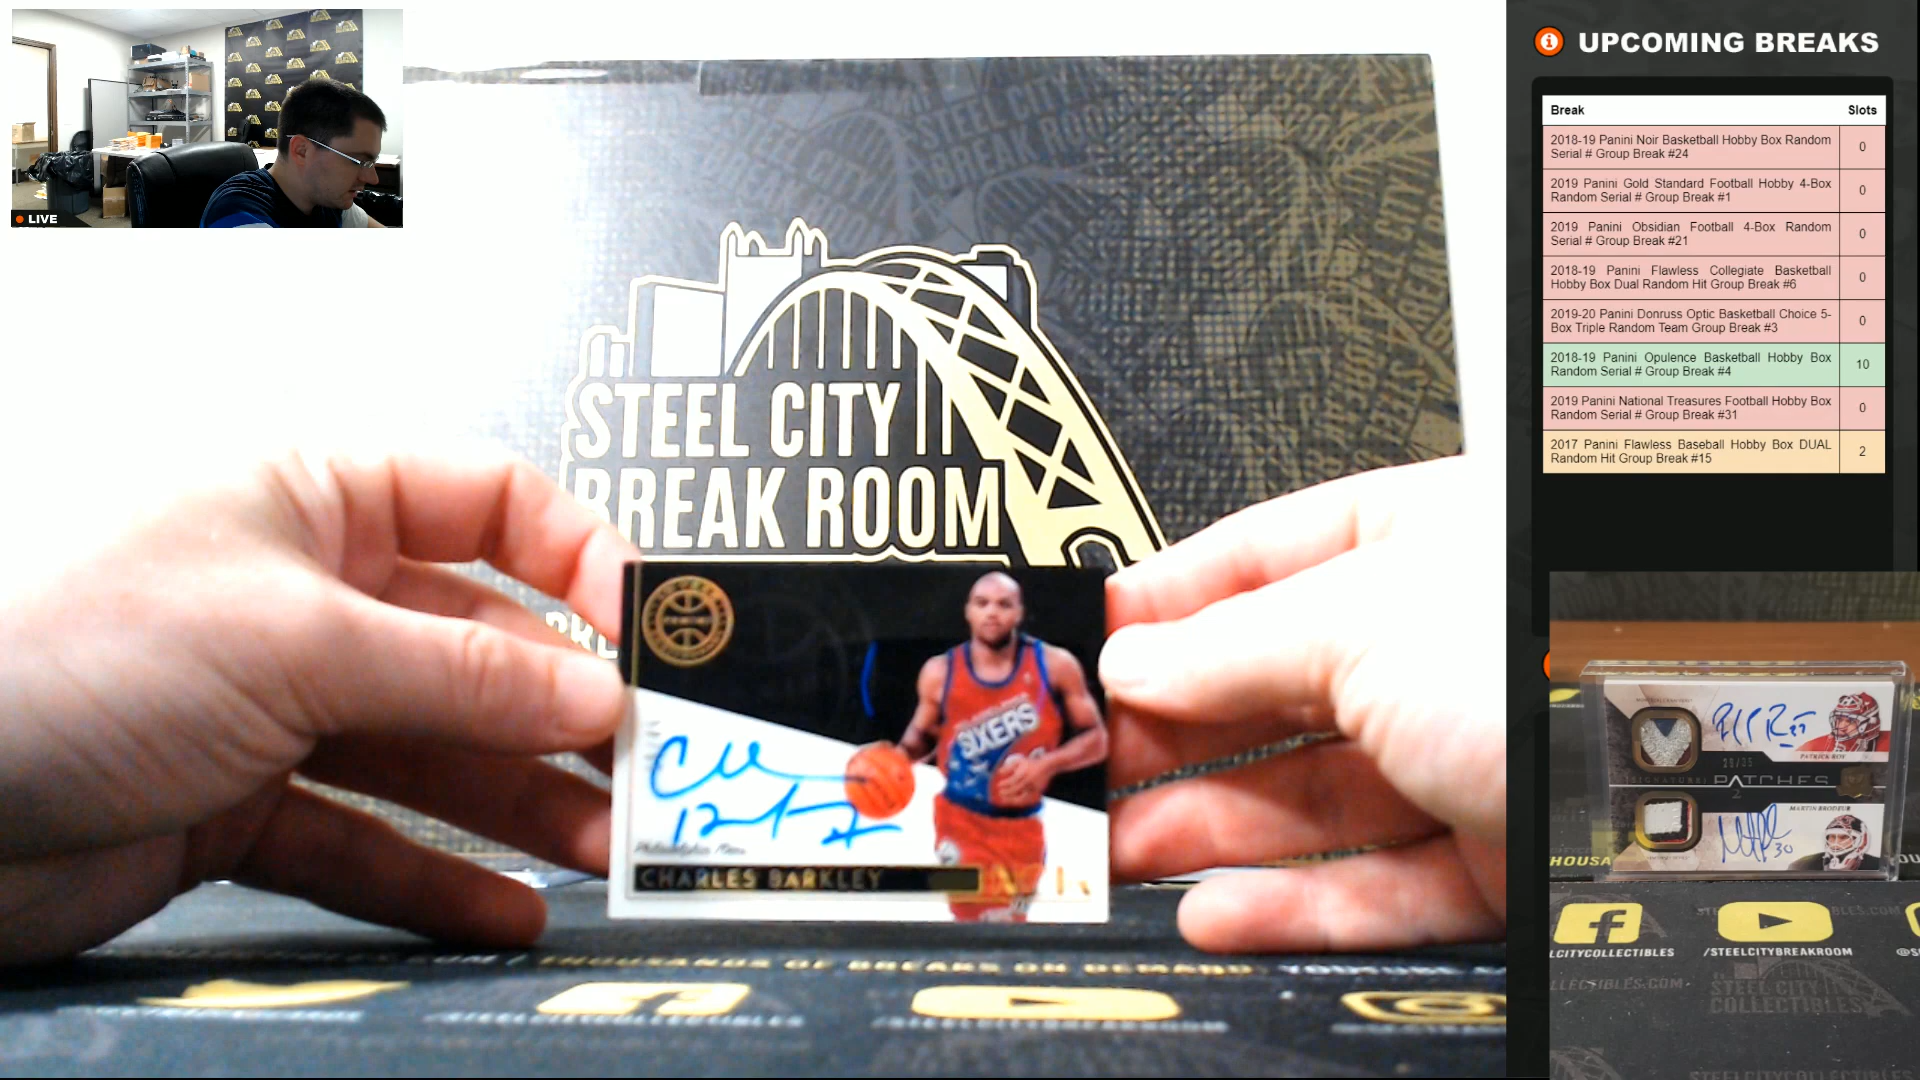 UPCOMING BREAKS
Break Slots
2018-19 Panini Noir Basketball Hobby Box Random
Serial # Group Break #24
0
2019 Panini Gold Standard Football Hobby 4-Box
Random Serial # Group Break #1
0
2019 Panini Obsidian Football 4-Box Random
Serial # Group Break #21
0
2018-19 Panini Flawless Collegiate Basketball
Hobby Box Dual Random Hit Group Break #6
0
2019-20 Panini Donruss Optic Basketball Choice 5-
Box Triple Random Team Group Break #3
0
2018-19 Panini Opulence Basketball Hobby Box
Random Serial # Group Break #4
10
2019 Panini National Treasures Football Hobby Box
Random Serial # Group Break #31
0
2017 Panini Flawless Baseball Hobby Box DUAL
Random Hit Group Break #15
2
LIVE
STEEL CITY
BREAK ROOM
SIXERS
CHARLES BARKLEY
THOUSANDS OF BREAKS ON DEMAND
PATRICK ROY
SIGNATURE PATCHES
2
MARTIN BRODEUR
30
HOUSA
LCITYCOLLECTIBLES
/STEELCITYBREAKROOM
STEEL CITY
COLLECTIBLES